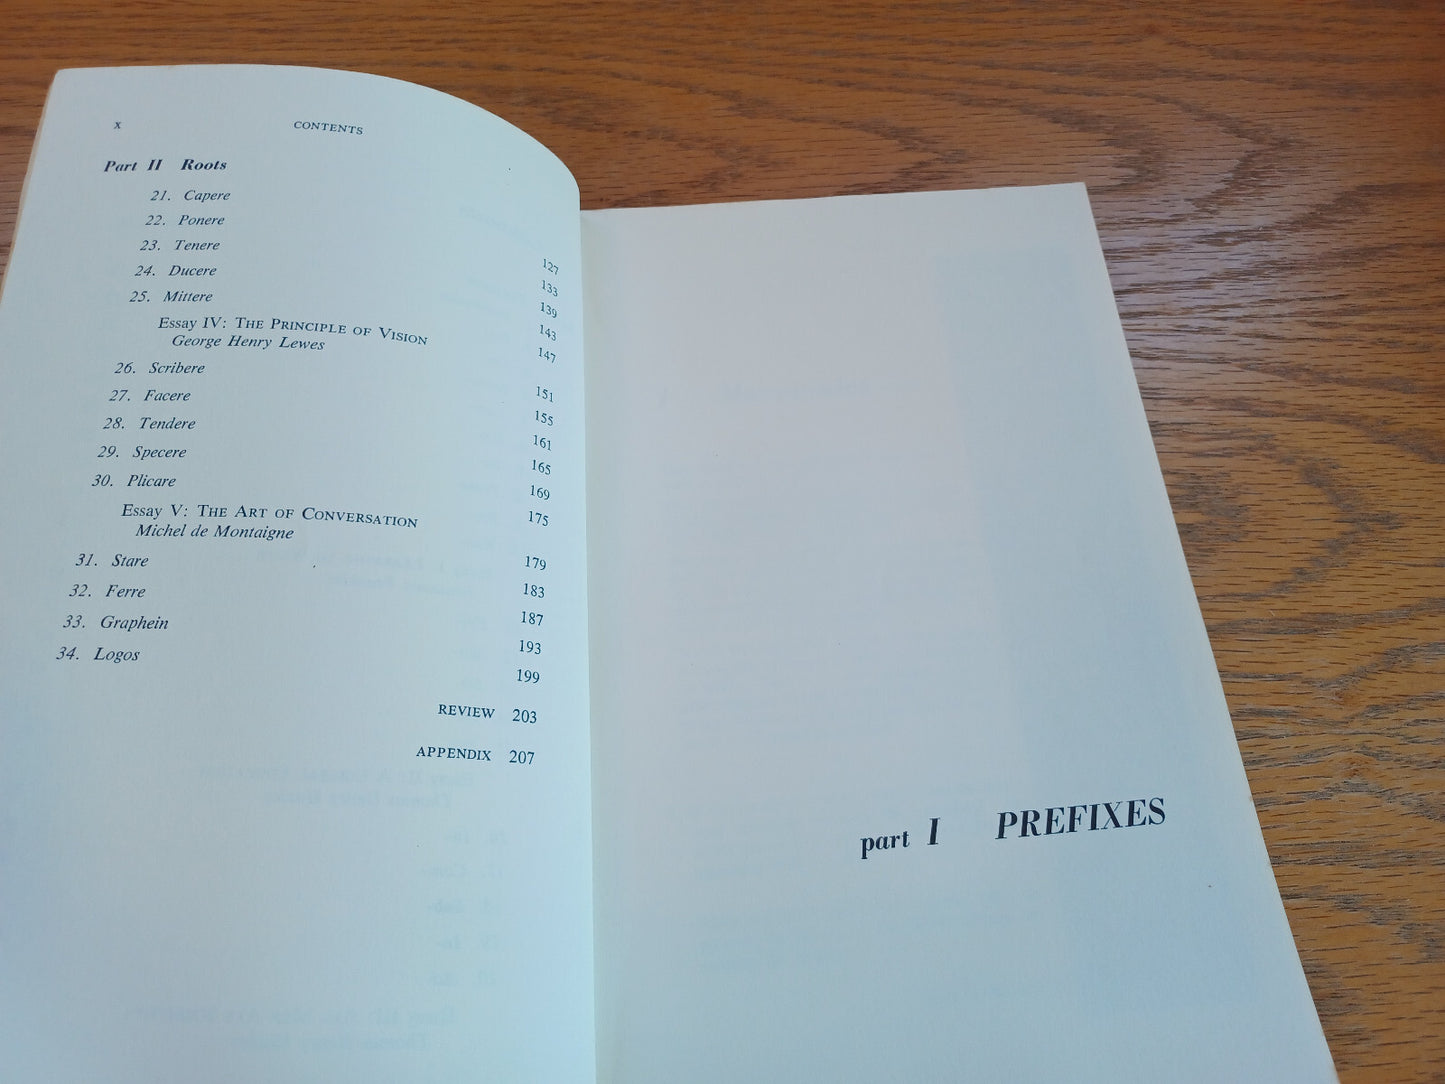 x CONTENTS
Part II Roots
21. Capere 127
22. Ponere 133
23. Tenere 139
24. Ducere 143
25. Mittere 147
Essay IV: THE PRINCIPLE OF VISION
George Henry Lewes 151
26. Scribere 155
27. Facere 161
28. Tendere 165
29. Specere 169
30. Plicare 175
Essay V: THE ART OF CONVERSATION
Michel de Montaigne 179
31. Stare 183
32. Ferre 187
33. Graphein 193
34. Logos 199
REVIEW 203
APPENDIX 207
part I PREFIXES